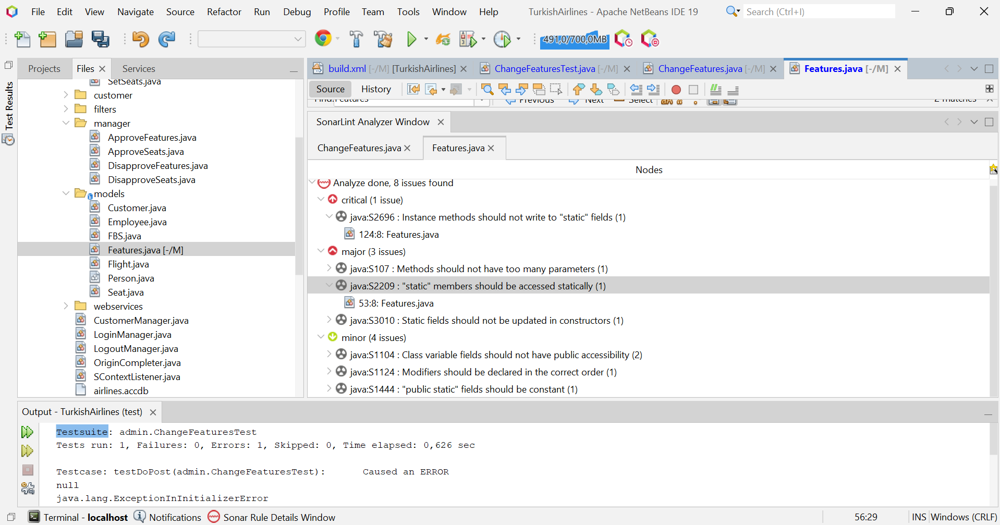 File Edit View Navigate Source Refactor Run Debug Profile Team Tools Window Help TurkishAirlines - Apache NetBeans IDE 19 Search (Ctrl+I)
491,0/700,0MB
Test Results
Projects Files Services
SetSeats.java
customer
filters
manager
ApproveFeatures.java
ApproveSeats.java
DisapproveFeatures.java
DisapproveSeats.java
models
Customer.java
Employee.java
FBS.java
Features.java [-/M]
Flight.java
Person.java
Seat.java
webservices
CustomerManager.java
LoginManager.java
LogoutManager.java
OriginCompleter.java
SContextListener.java
airlines.accdb
build.xml [-/M] [TurkishAirlines] ChangeFeaturesTest.java [-/M] ChangeFeatures.java [-/M] Features.java [-/M]
Source History
Find: Features Previous Next Select 2 matches
SonarLint Analyzer Window
ChangeFeatures.java Features.java
Nodes
Analyze done, 8 issues found
critical (1 issue)
java:S2696 : Instance methods should not write to "static" fields (1)
124:8: Features.java
major (3 issues)
java:S107 : Methods should not have too many parameters (1)
java:S2209 : "static" members should be accessed statically (1)
53:8: Features.java
java:S3010 : Static fields should not be updated in constructors (1)
minor (4 issues)
java:S1104 : Class variable fields should not have public accessibility (2)
java:S1124 : Modifiers should be declared in the correct order (1)
java:S1444 : "public static" fields should be constant (1)
Output - TurkishAirlines (test)
Testsuite: admin.ChangeFeaturesTest
Tests run: 1, Failures: 0, Errors: 1, Skipped: 0, Time elapsed: 0,626 sec
Testcase: testDoPost(admin.ChangeFeaturesTest): Caused an ERROR
null
java.lang.ExceptionInInitializerError
Terminal - localhost Notifications Sonar Rule Details Window 56:29 INS Windows (CRLF)